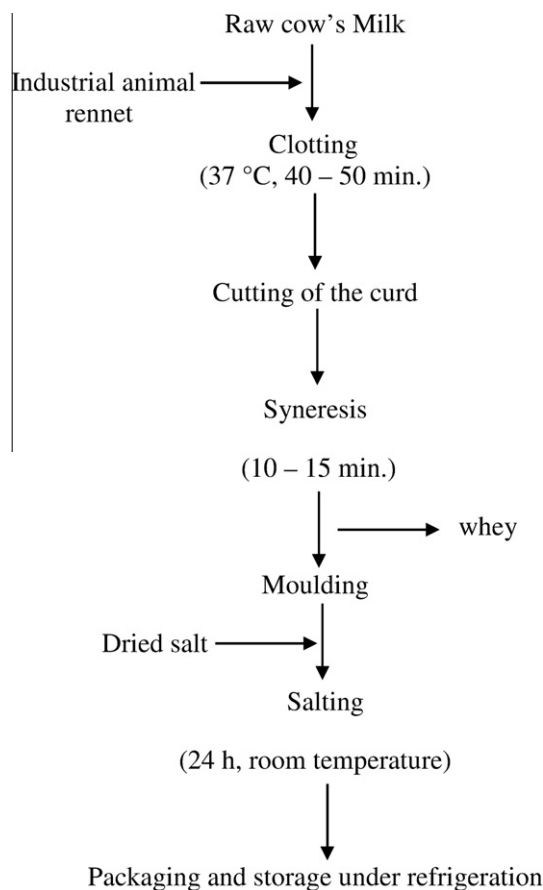 Raw cow's Milk
Industrial animal
rennet
Clotting
(37 °C, 40 – 50 min.)
Cutting of the curd
Syneresis
(10 – 15 min.)
whey
Moulding
Dried salt
Salting
(24 h, room temperature)
Packaging and storage under refrigeration